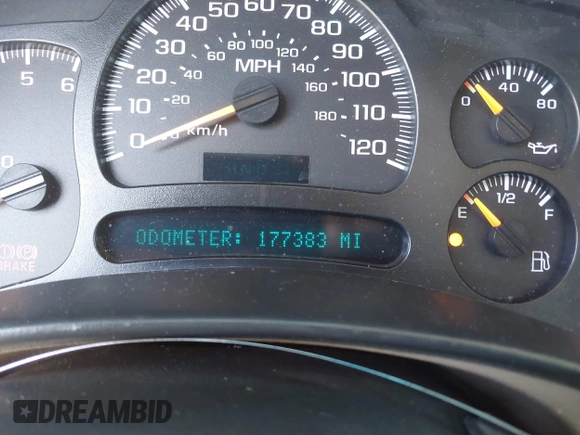 30 40 50 60 70 80 90
5 6
20 60 80 100 120 100
40 MPH 140
10 20 160 110
0 km/h 180 120
0 40 80
ODOMETER: 177383 MI
E 1/2 F
BRAKE
DREAMBID